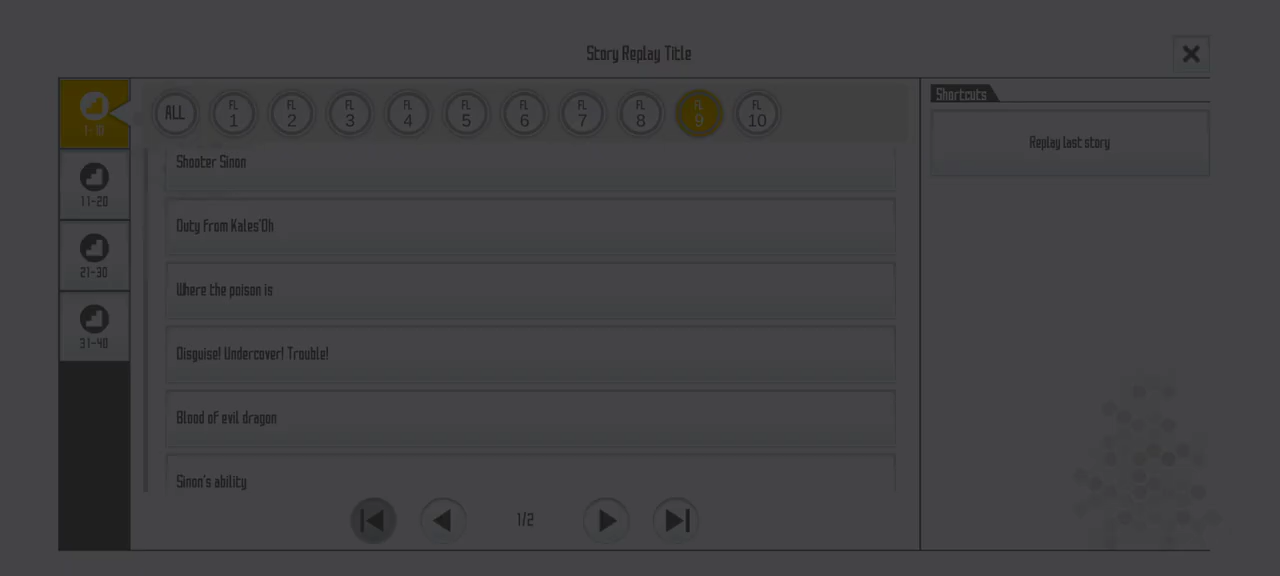 Story Replay Title
1-10
11-20
21-30
31-40
ALL
FL
1
FL
2
FL
3
FL
4
FL
5
FL
6
FL
7
FL
8
FL
9
FL
10
Shooter Sinon
Duty from Kales'Oh
Where the poison is
Disguise! Undercover! Trouble!
Blood of evil dragon
Sinon's ability
1/2
Shortcuts
Replay last story